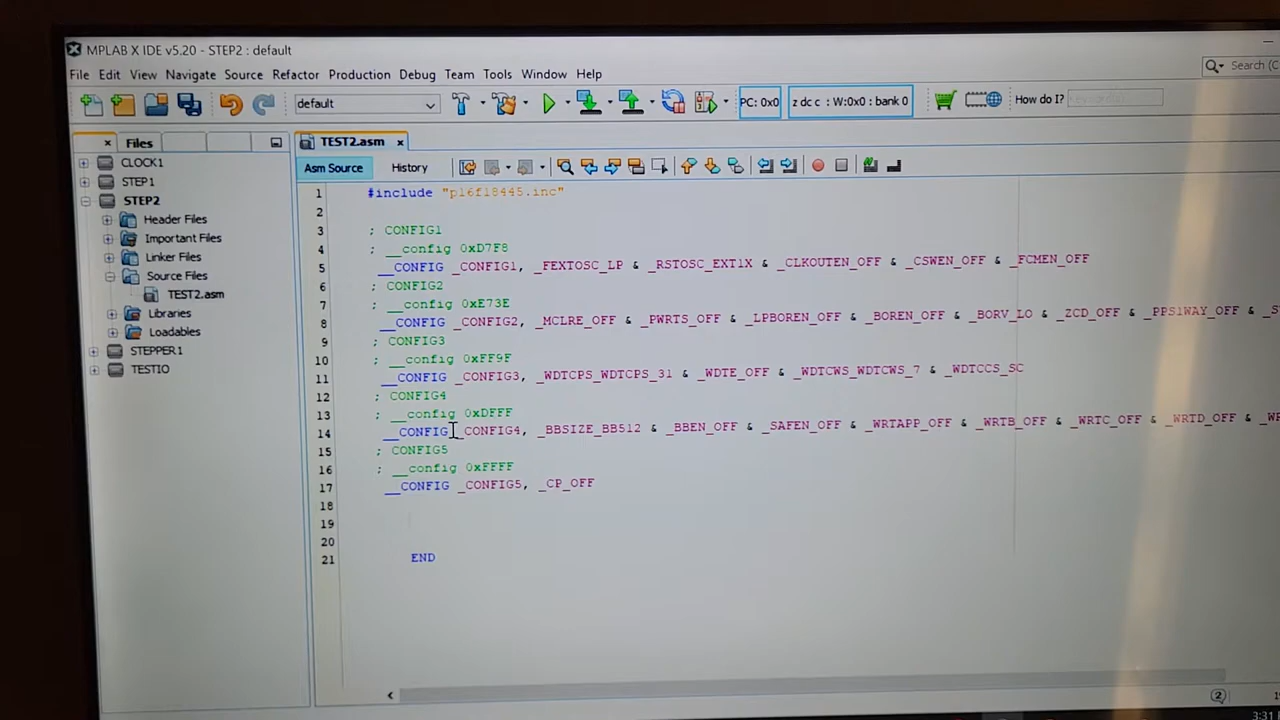 MPLAB X IDE v5.20 - STEP2 : default
Search (C
File Edit View Navigate Source Refactor Production Debug Team Tools Window Help
default PC: 0x0 z dc c : W:0x0 : bank 0 How do I?
Files TEST2.asm
Asm Source History
CLOCK1
STEP1
STEP2
Header Files
Important Files
Linker Files
Source Files
TEST2.asm
Libraries
Loadables
STEPPER1
TESTIO
1 #include "p16f18445.inc"
2
3 ; CONFIG1
4 ; __config 0xD7F8
5 __CONFIG _CONFIG1, _FEXTOSC_LP & _RSTOSC_EXT1X & _CLKOUTEN_OFF & _CSWEN_OFF & _FCMEN_OFF
6 ; CONFIG2
7 ; __config 0xE73E
8 __CONFIG _CONFIG2, _MCLRE_OFF & _PWRTS_OFF & _LPBOREN_OFF & _BOREN_OFF & _BORV_LO & _ZCD_OFF & _PPS1WAY_OFF & _S
9 ; CONFIG3
10 ; __config 0xFF9F
11 __CONFIG _CONFIG3, _WDTCPS_WDTCPS_31 & _WDTE_OFF & _WDTCWS_WDTCWS_7 & _WDTCCS_SC
12 ; CONFIG4
13 ; __config 0xDFFF
14 __CONFIG _CONFIG4, _BBSIZE_BB512 & _BBEN_OFF & _SAFEN_OFF & _WRTAPP_OFF & _WRTB_OFF & _WRTC_OFF & _WRTD_OFF & _WR
15 ; CONFIG5
16 ; __config 0xFFFF
17 __CONFIG _CONFIG5, _CP_OFF
18
19
20
21 END
2
3:31